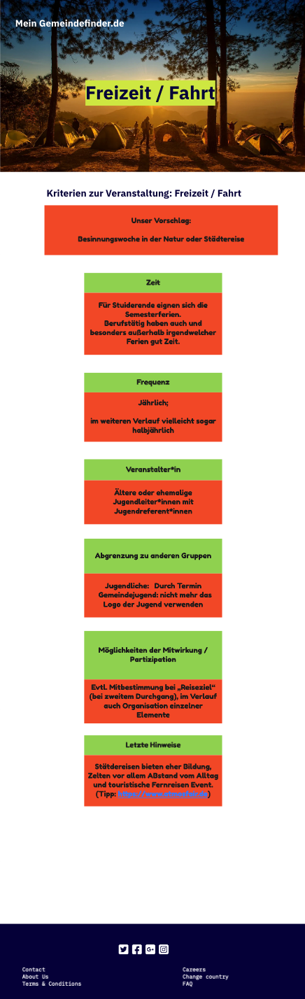 Mein Gemeindefinder.de
Freizeit / Fahrt
Kriterien zur Veranstaltung: Freizeit / Fahrt
Unser Vorschlag:
Besinnungswoche in der Natur oder Städtereise
Zeit
Für Stuiderende eignen sich die
Semesterferien.
Berufstätig haben auch und
besonders außerhalb irgendwelcher
Ferien gut Zeit.
Frequenz
Jährlich;
im weiteren Verlauf vielleicht sogar
halbjährlich
Veranstalter*in
Ältere oder ehemalige
Jugendleiter*innen mit
Jugendreferent*innen
Abgrenzung zu anderen Gruppen
Jugendliche: Durch Termin
Gemeindejugend: nicht mehr das
Logo der Jugend verwenden
Möglichkeiten der Mitwirkung /
Partizipation
Evtl. Mitbestimmung bei „Reiseziel“
(bei zweitem Durchgang), im Verlauf
auch Organisation einzelner
Elemente
Letzte Hinweise
Stätdereisen bieten eher Bildung,
Zelten vor allem ABstand vom Alltag
und touristische Fernreisen Event.
(Tipp: )
Contact
About Us
Terms & Conditions
Careers
Change country
FAQ